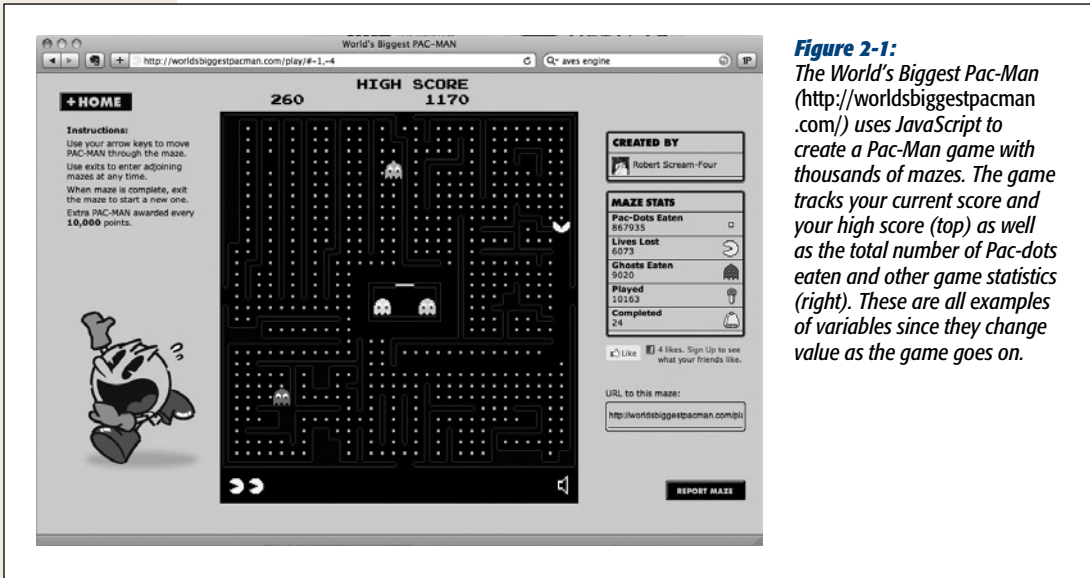 World's Biggest PAC-MAN
http://worldsbiggestpacman.com/play/#-1,-4
aves engine
1P
HIGH SCORE
260 1170
+HOME
Instructions:
Use your arrow keys to move
PAC-MAN through the maze.
Use exits to enter adjoining
mazes at any time.
When maze is complete, exit
the maze to start a new one.
Extra PAC-MAN awarded every
10,000 points.
CREATED BY
Robert Scream-Four
MAZE STATS
Pac-Dots Eaten
867935
Lives Lost
6073
Ghosts Eaten
9020
Played
10163
Completed
24
Like
4 likes. Sign Up to see
what your friends like.
URL to this maze:
http://worldsbiggestpacman.com/pla
REPORT MAZE
Figure 2-1:
The World's Biggest Pac-Man
(http://worldsbiggestpacman
.com/) uses JavaScript to
create a Pac-Man game with
thousands of mazes. The game
tracks your current score and
your high score (top) as well
as the total number of Pac-dots
eaten and other game statistics
(right). These are all examples
of variables since they change
value as the game goes on.